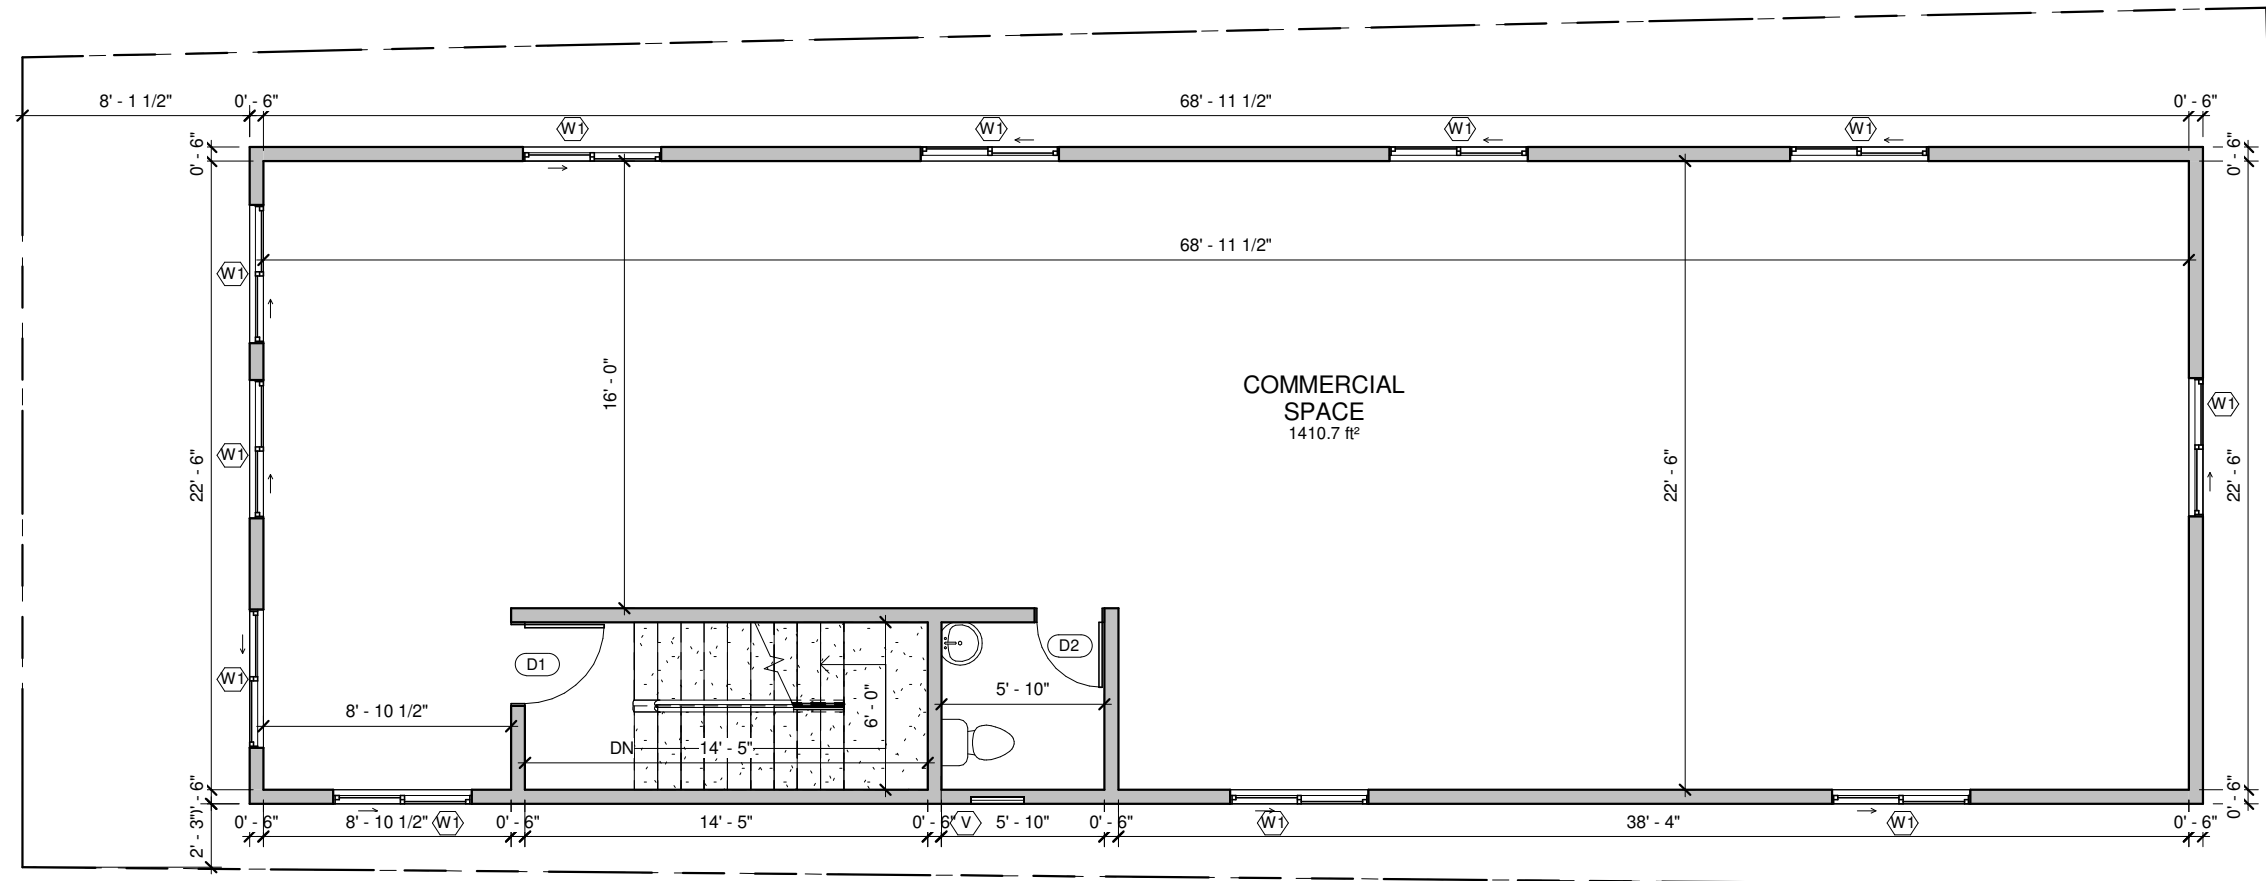 8' - 1 1/2"
0' - 6"
68' - 11 1/2"
0' - 6"
W1
W1
W1
W1
0' - 6"
0' - 6"
68' - 11 1/2"
W1
16' - 0"
COMMERCIAL
SPACE
1410.7 ft²
W1
W1
22' - 6"
22' - 6"
22' - 6"
D1
D2
W1
5' - 10"
6' - 0"
8' - 10 1/2"
DN
14' - 5"
0' - 6"
0' - 6"
2' - 3"
0' - 6"
8' - 10 1/2"
W1
0' - 6"
14' - 5"
0' - 6"
V
5' - 10"
0' - 6"
W1
38' - 4"
W1
0' - 6"